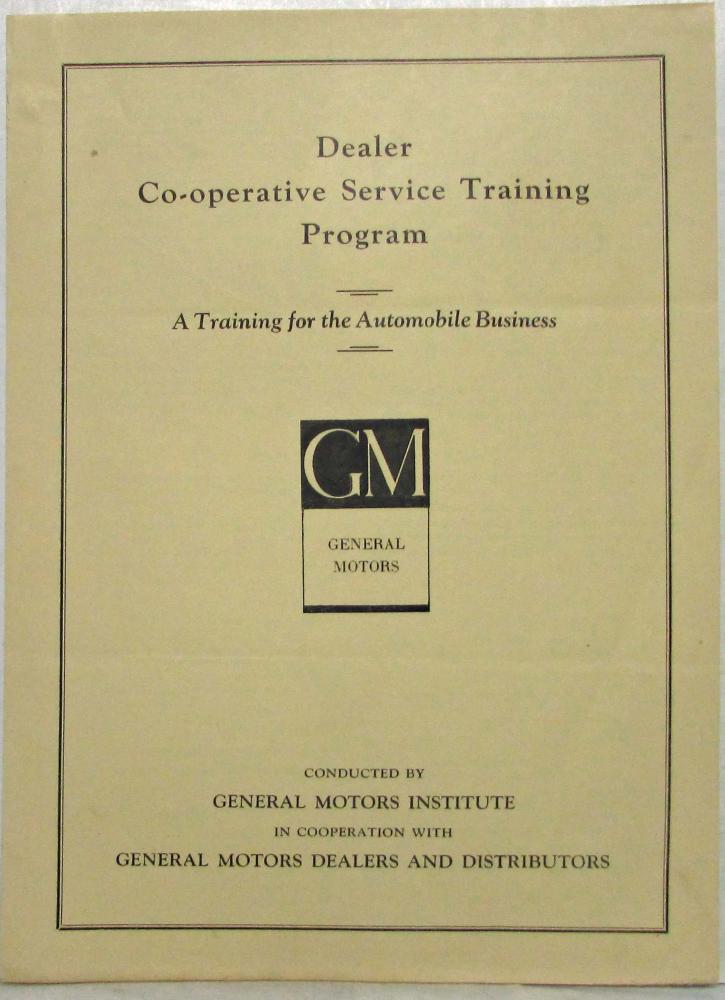 Dealer
Co-operative Service Training
Program
A Training for the Automobile Business
GM
GENERAL
MOTORS
CONDUCTED BY
GENERAL MOTORS INSTITUTE
IN COOPERATION WITH
GENERAL MOTORS DEALERS AND DISTRIBUTORS